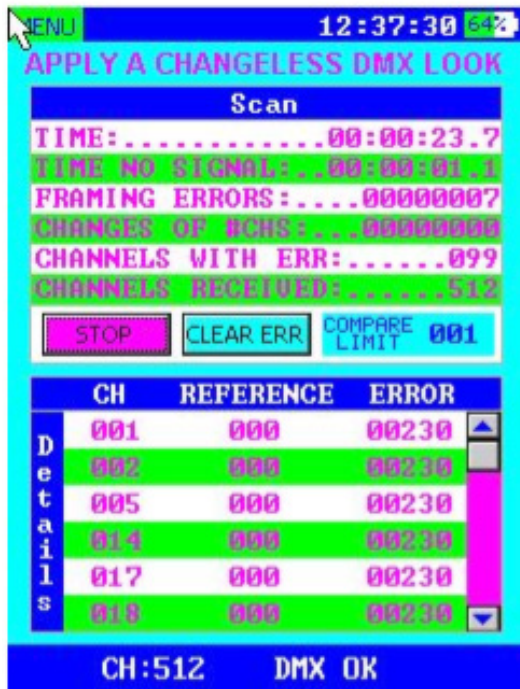 MENU 12:37:30 64%
APPLY A CHANGELESS DMX LOOK
Scan
TIME:.............00:00:23.7
TIME NO SIGNAL:..00:00:01.1
FRAMING ERRORS:....00000007
CHANGES OF #CHS:...00000000
CHANNELS WITH ERR:......099
CHANNELS RECEIVED:......512
STOP CLEAR ERR COMPARE LIMIT 001
CH REFERENCE ERROR
Details
001 000 00230
002 000 00230
005 000 00230
014 000 00230
017 000 00230
018 000 00230
CH:512 DMX OK